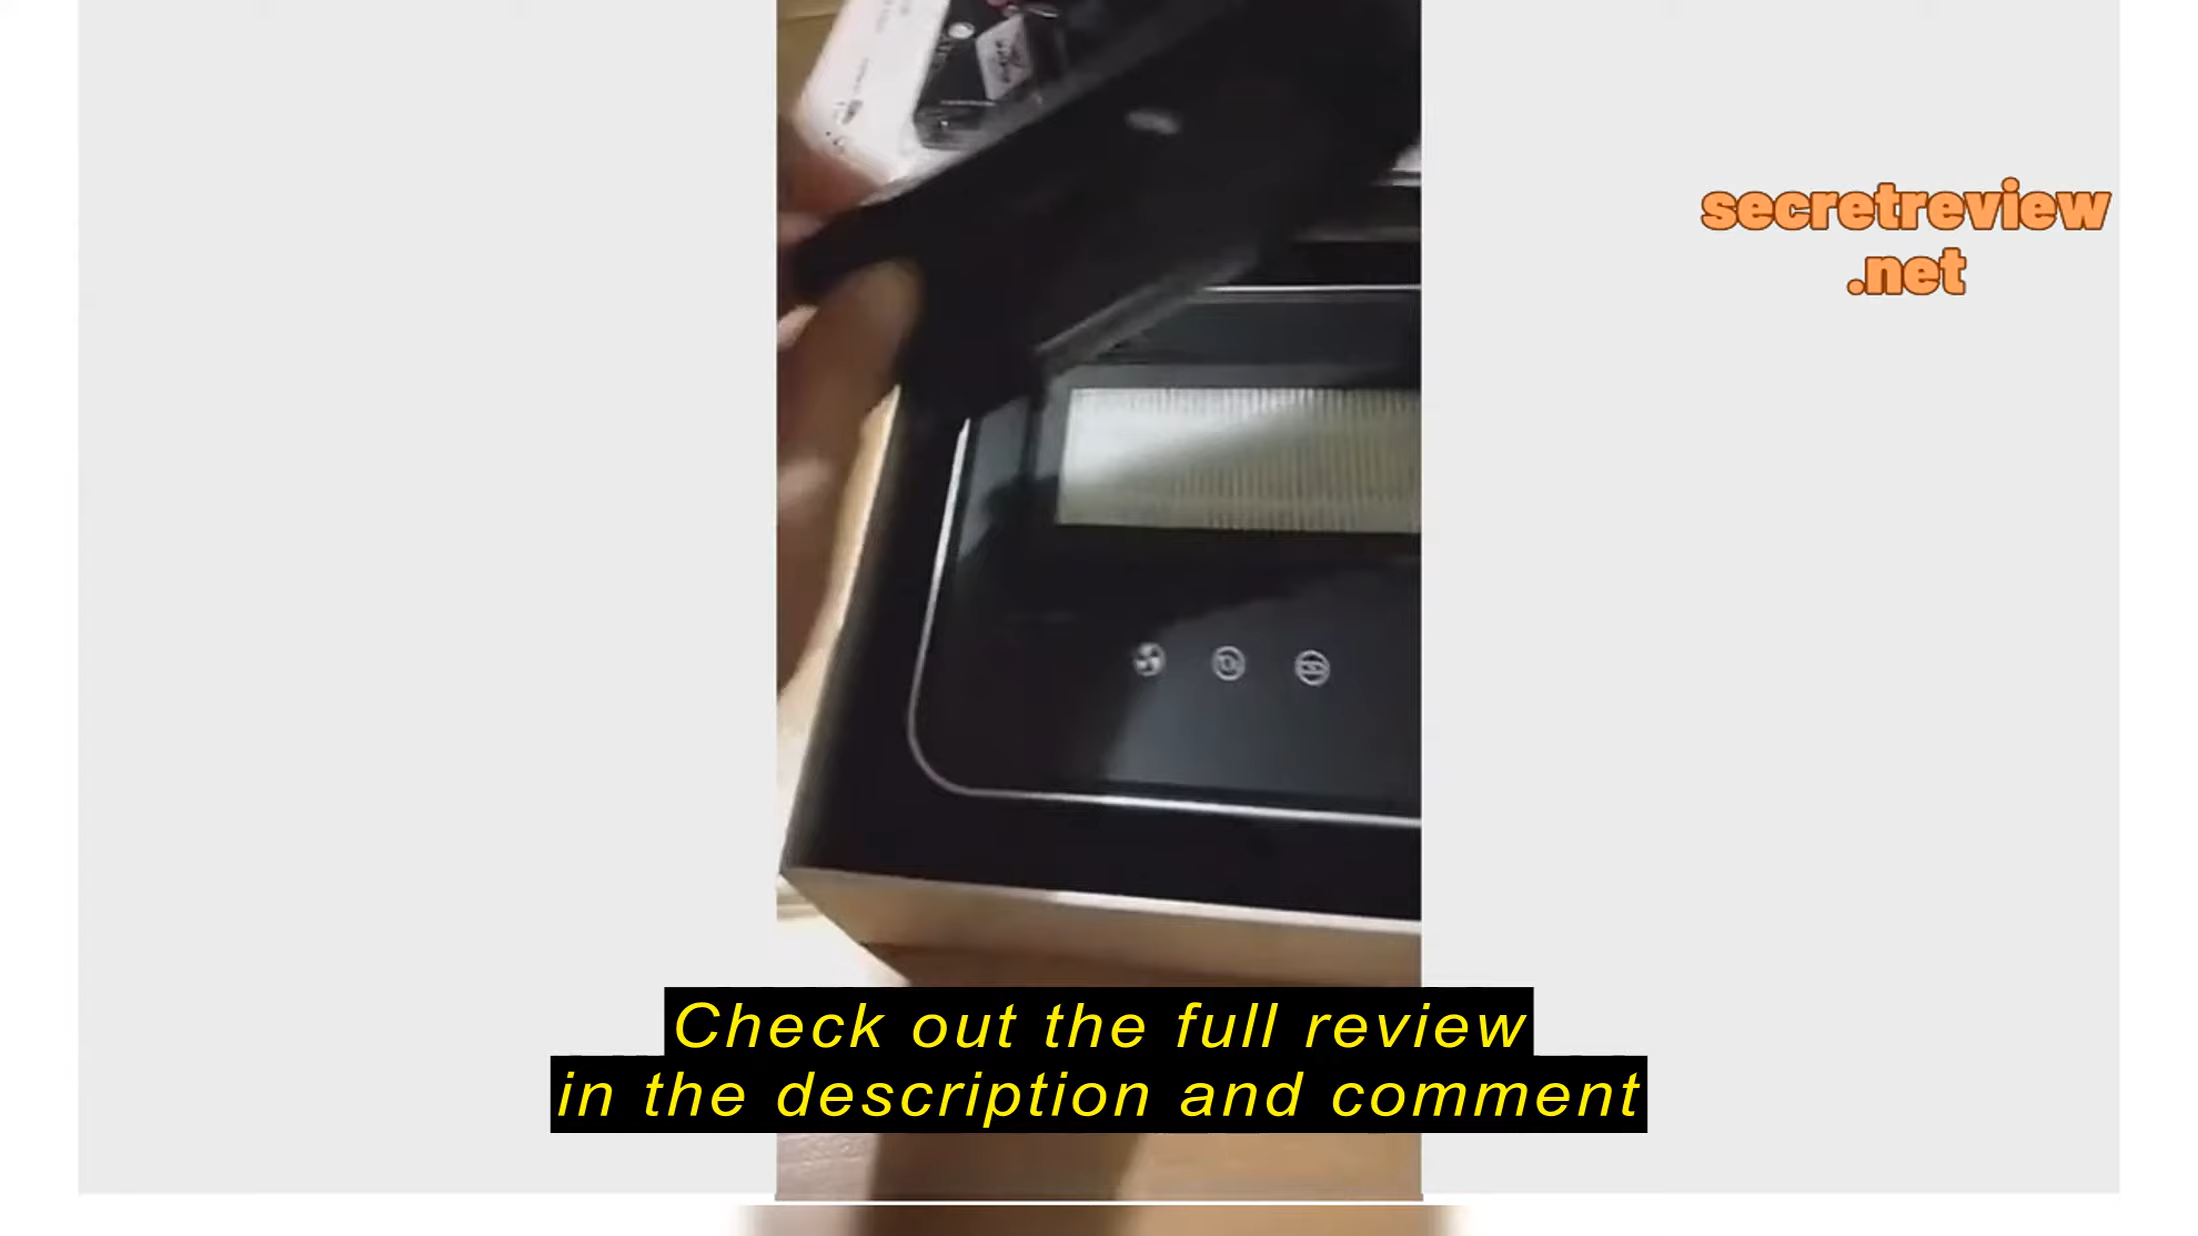 secretreview
.net
Check out the full review
in the description and comment